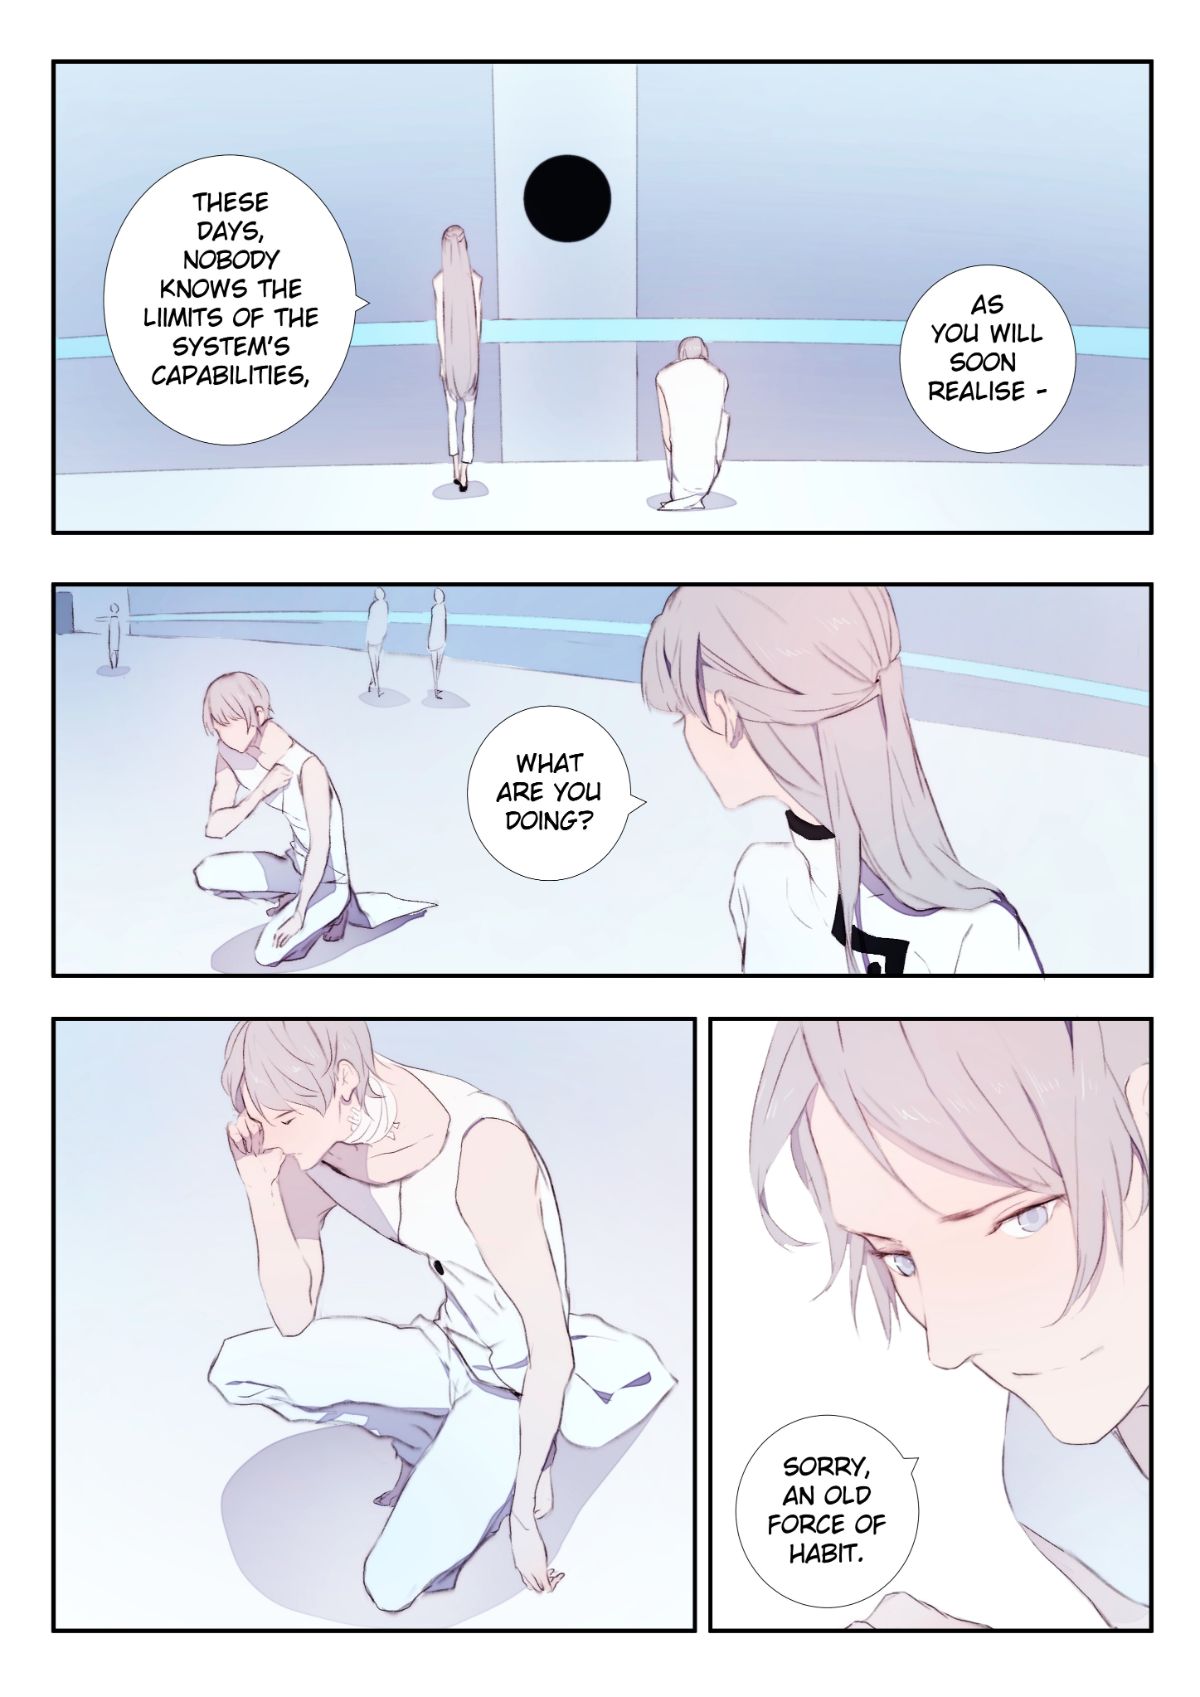 THESE
DAYS,
NOBODY
KNOWS THE
LIIMITS OF THE
SYSTEM'S
CAPABILITIES,
AS
YOU WILL
SOON
REALISE -
WHAT
ARE YOU
DOING?
SORRY,
AN OLD
FORCE OF
HABIT.